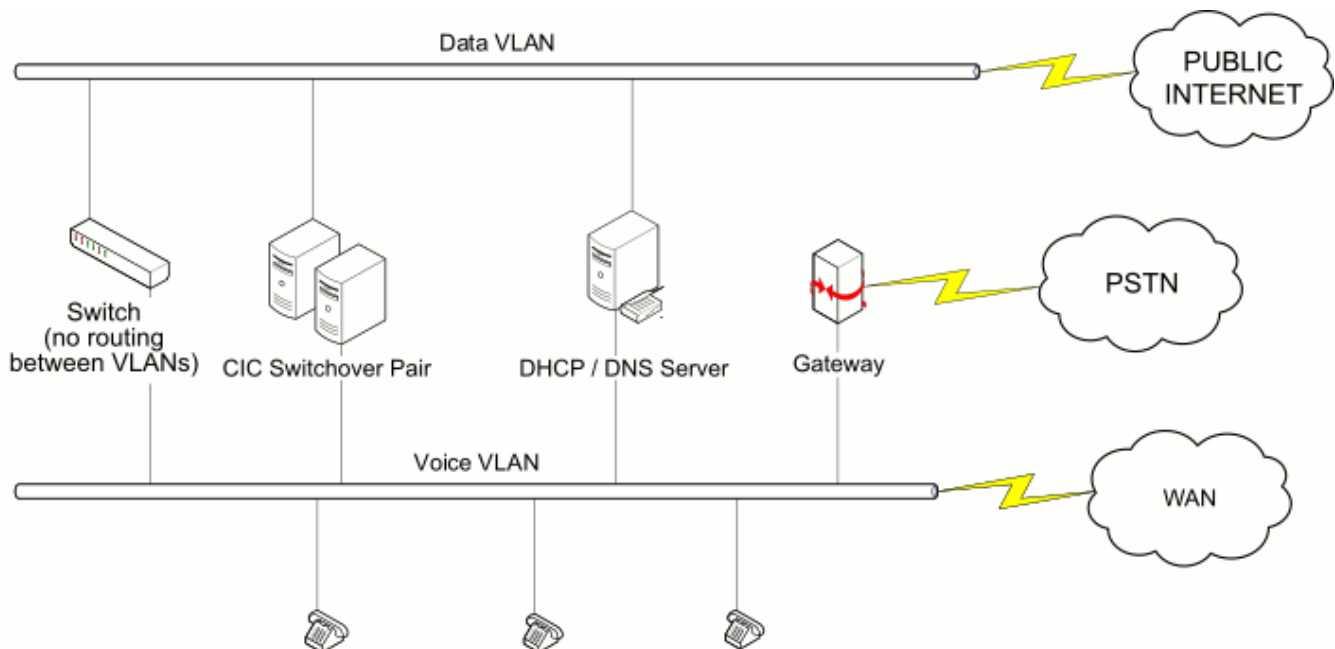 Data VLAN
PUBLIC
INTERNET
Switch
(no routing
between VLANs)
CIC Switchover Pair
DHCP / DNS Server
Gateway
PSTN
Voice VLAN
WAN